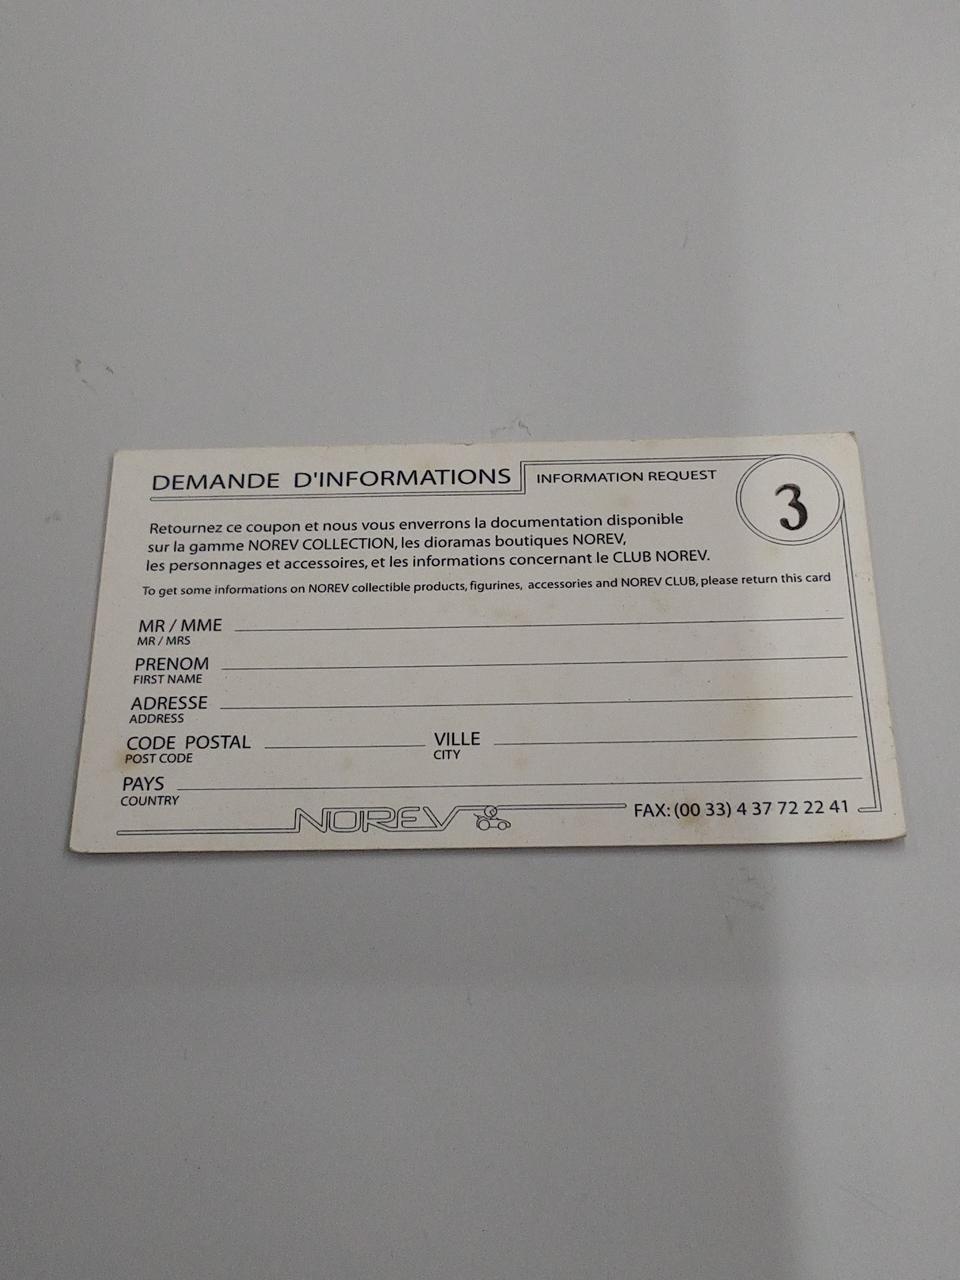 DEMANDE D'INFORMATIONS INFORMATION REQUEST
3
Retournez ce coupon et nous vous enverrons la documentation disponible
sur la gamme NOREV COLLECTION, les dioramas boutiques NOREV,
les personnages et accessoires, et les informations concernant le CLUB NOREV.
To get some informations on NOREV collectible products, figurines, accessories and NOREV CLUB, please return this card
MR / MME
MR / MRS
PRENOM
FIRST NAME
ADRESSE
ADDRESS
CODE POSTAL VILLE
POST CODE CITY
PAYS
COUNTRY
NOREV FAX: (00 33) 4 37 72 22 41